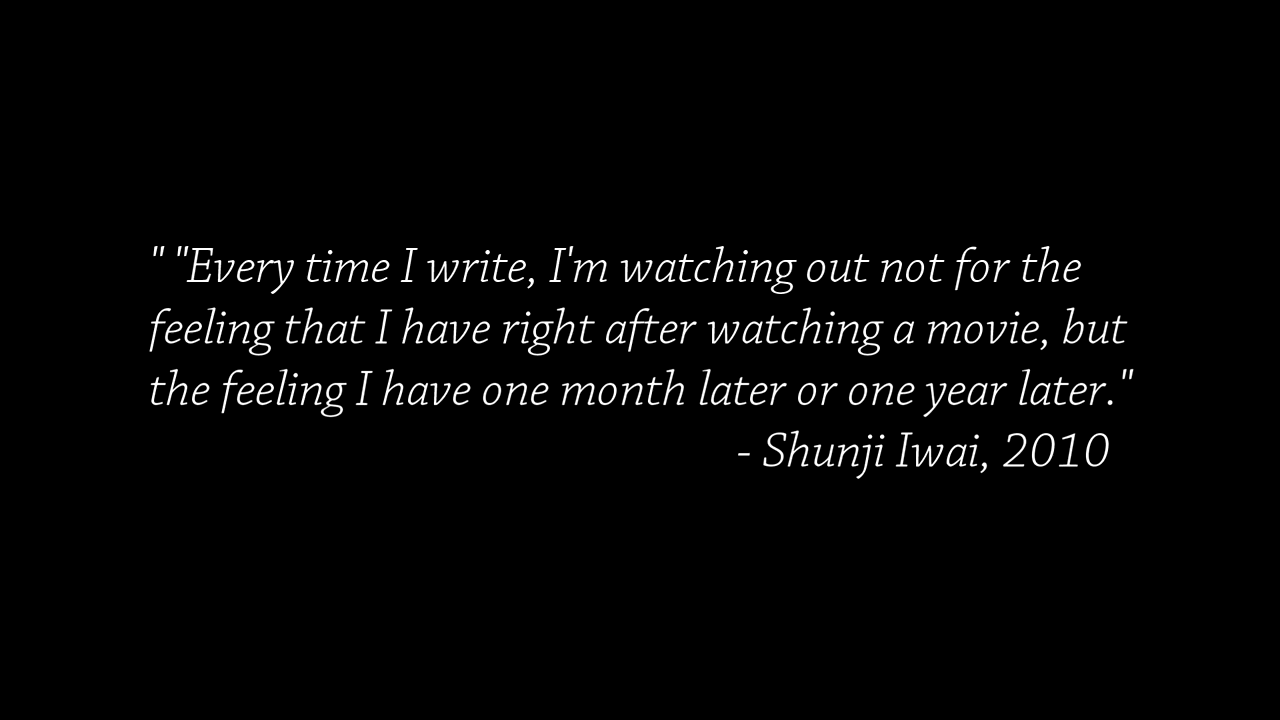 " "Every time I write, I'm watching out not for the
feeling that I have right after watching a movie, but
the feeling I have one month later or one year later."
- Shunji Iwai, 2010